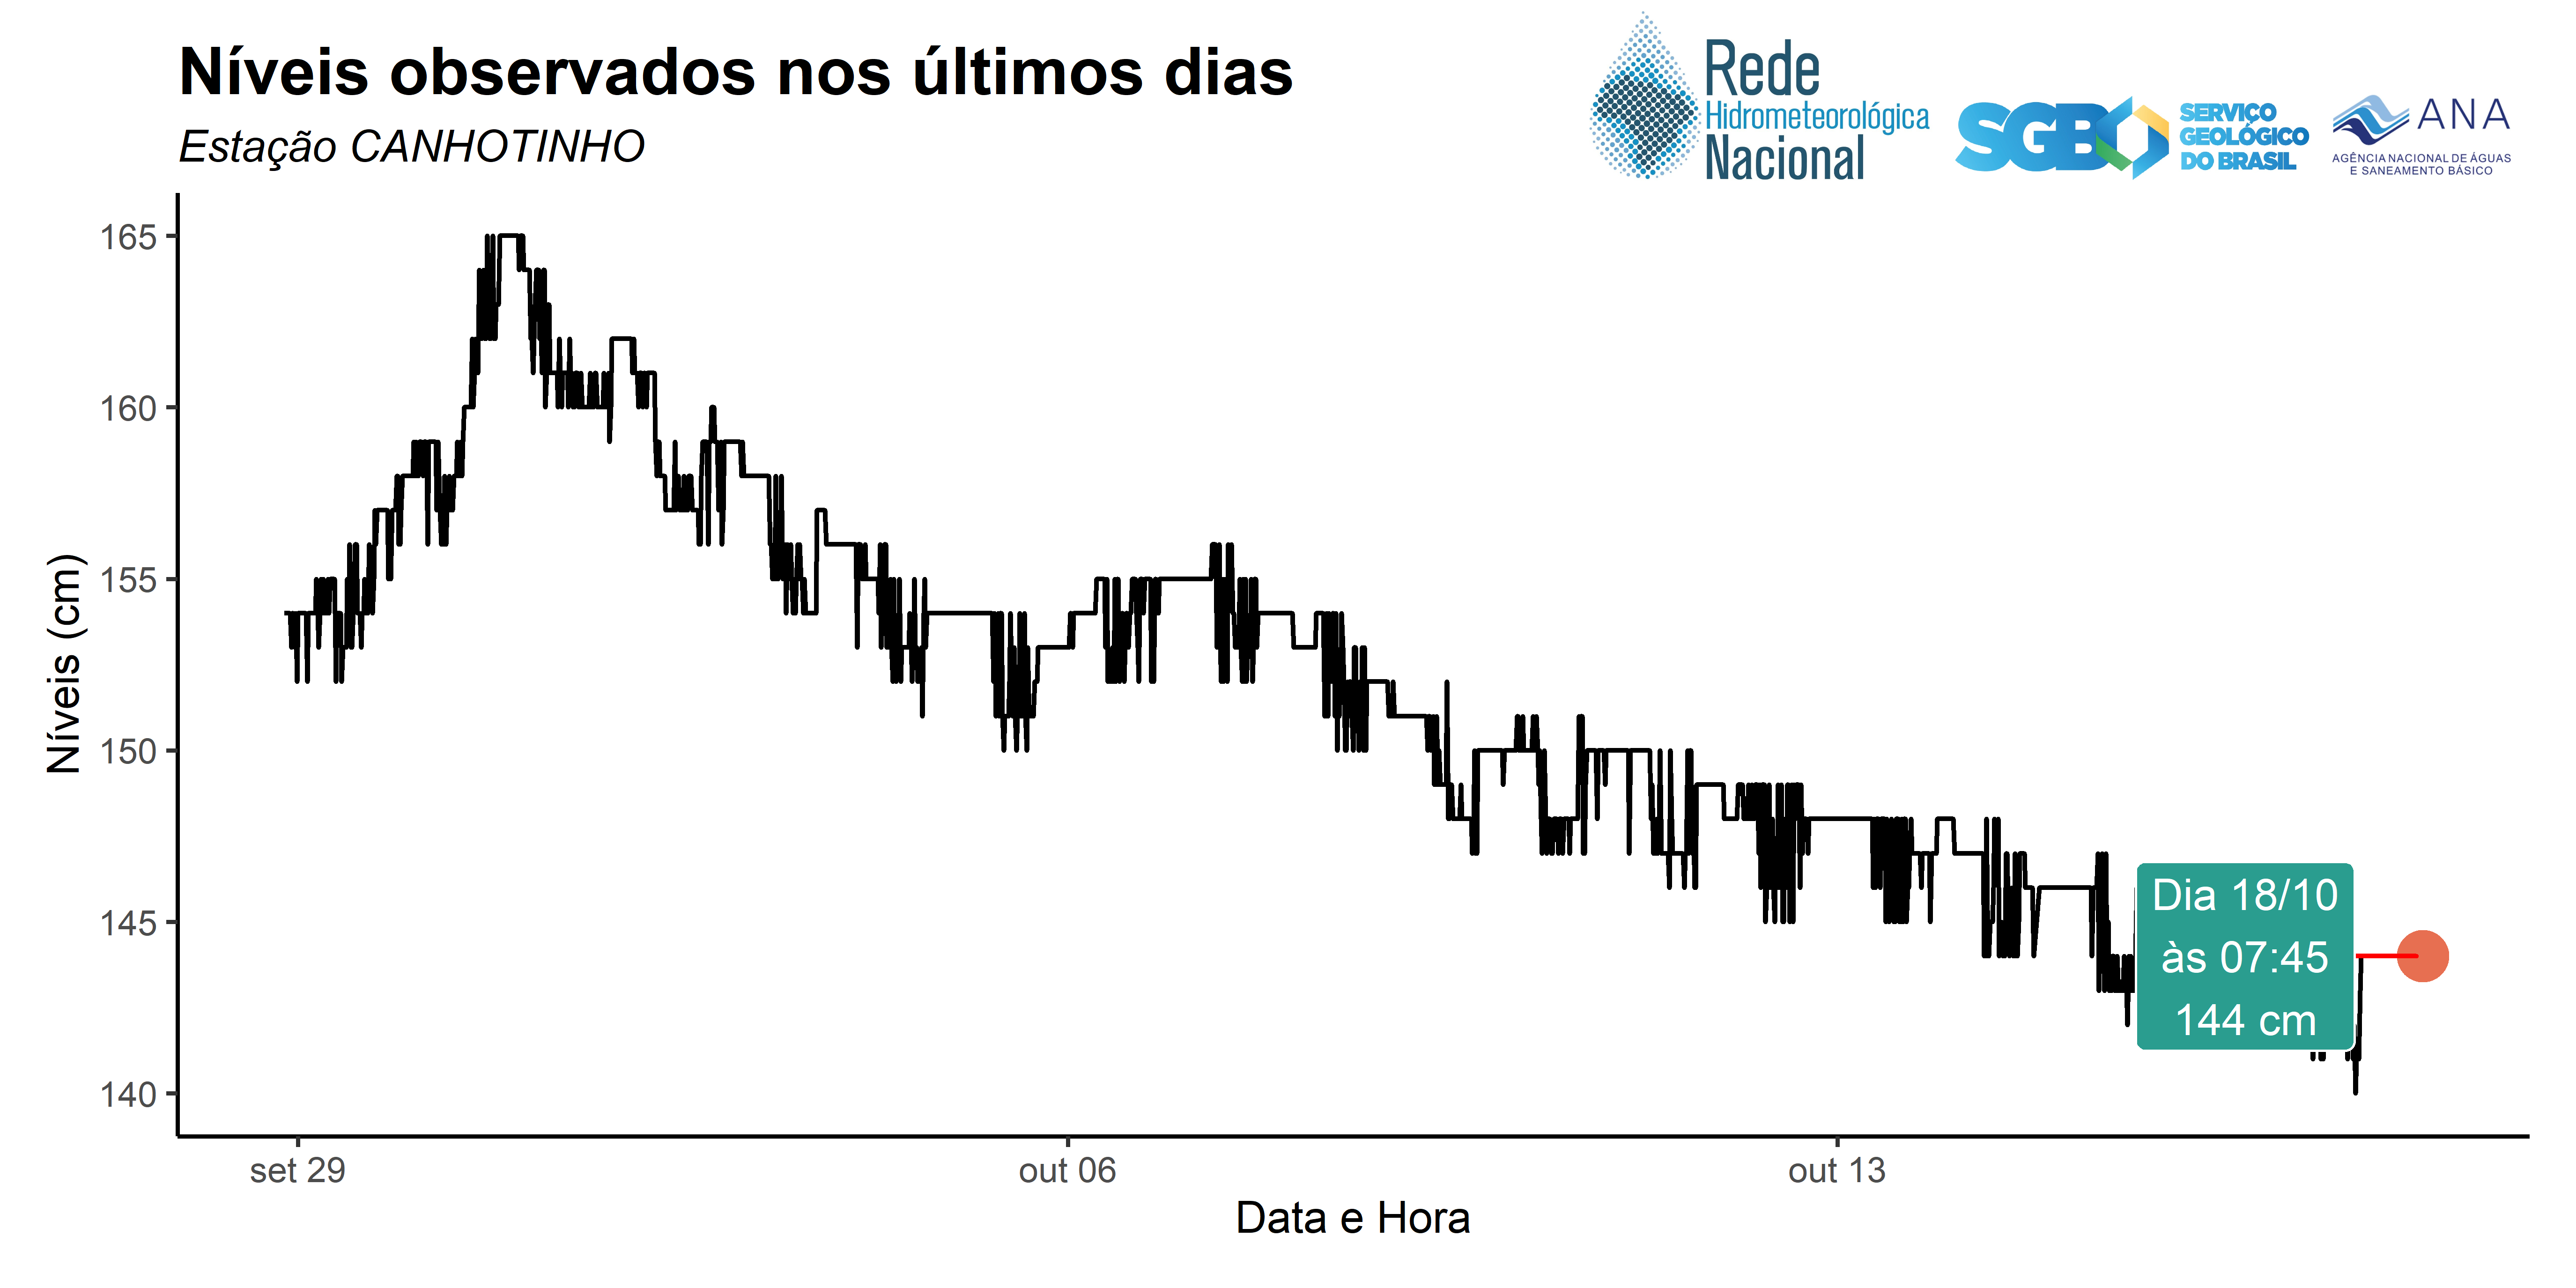 Níveis observados nos últimos dias
Estação CANHOTINHO
Rede
Hidrometeorológica
Nacional
SGB
SERVIÇO
GEOLÓGICO
DO BRASIL
ANA
AGÊNCIA NACIONAL DE ÁGUAS
E SANEAMENTO BÁSICO
Níveis (cm)
165
160
155
150
145
140
Dia 18/10
às 07:45
144 cm
set 29
out 06
out 13
Data e Hora